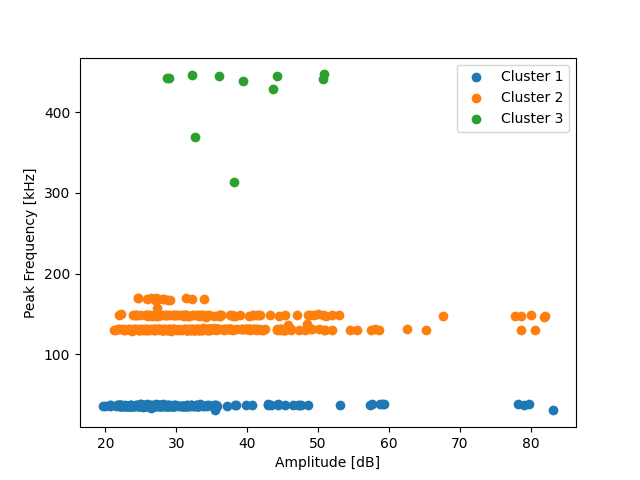 Cluster 1
Cluster 2
Cluster 3
400
300
200
100
Peak Frequency [kHz]
20 30 40 50 60 70 80
Amplitude [dB]